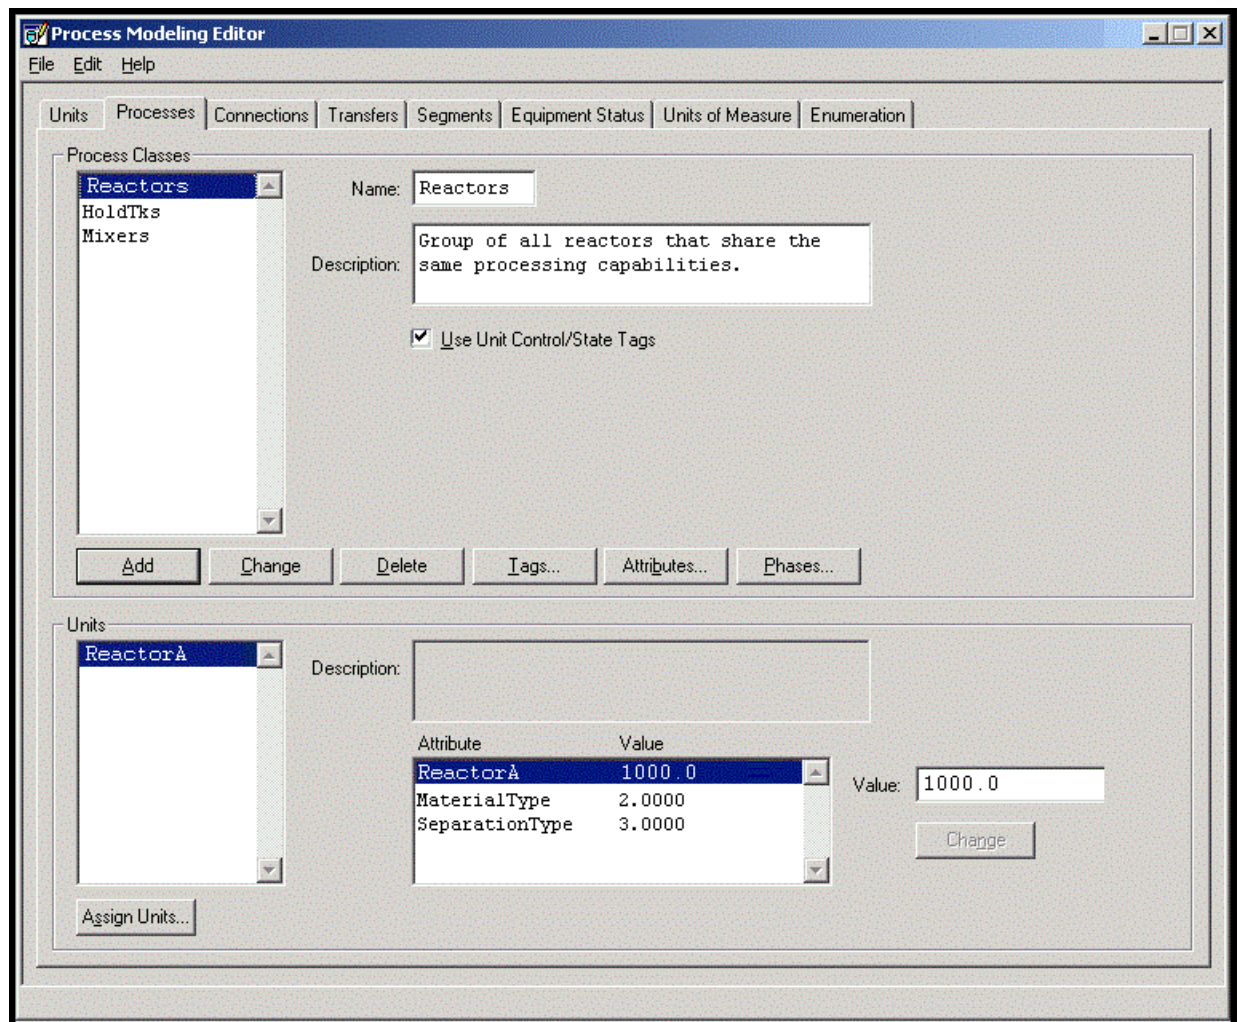 Process Modeling Editor
File Edit Help
Units Processes Connections Transfers Segments Equipment Status Units of Measure Enumeration
Process Classes
Reactors
HoldTks
Mixers
Name: Reactors
Description: Group of all reactors that share the
same processing capabilities.
Use Unit Control/State Tags
Add Change Delete Tags... Attributes... Phases...
Units
ReactorA
Description:
Attribute Value
ReactorA 1000.0
MaterialType 2.0000
SeparationType 3.0000
Value: 1000.0
Change
Assign Units...